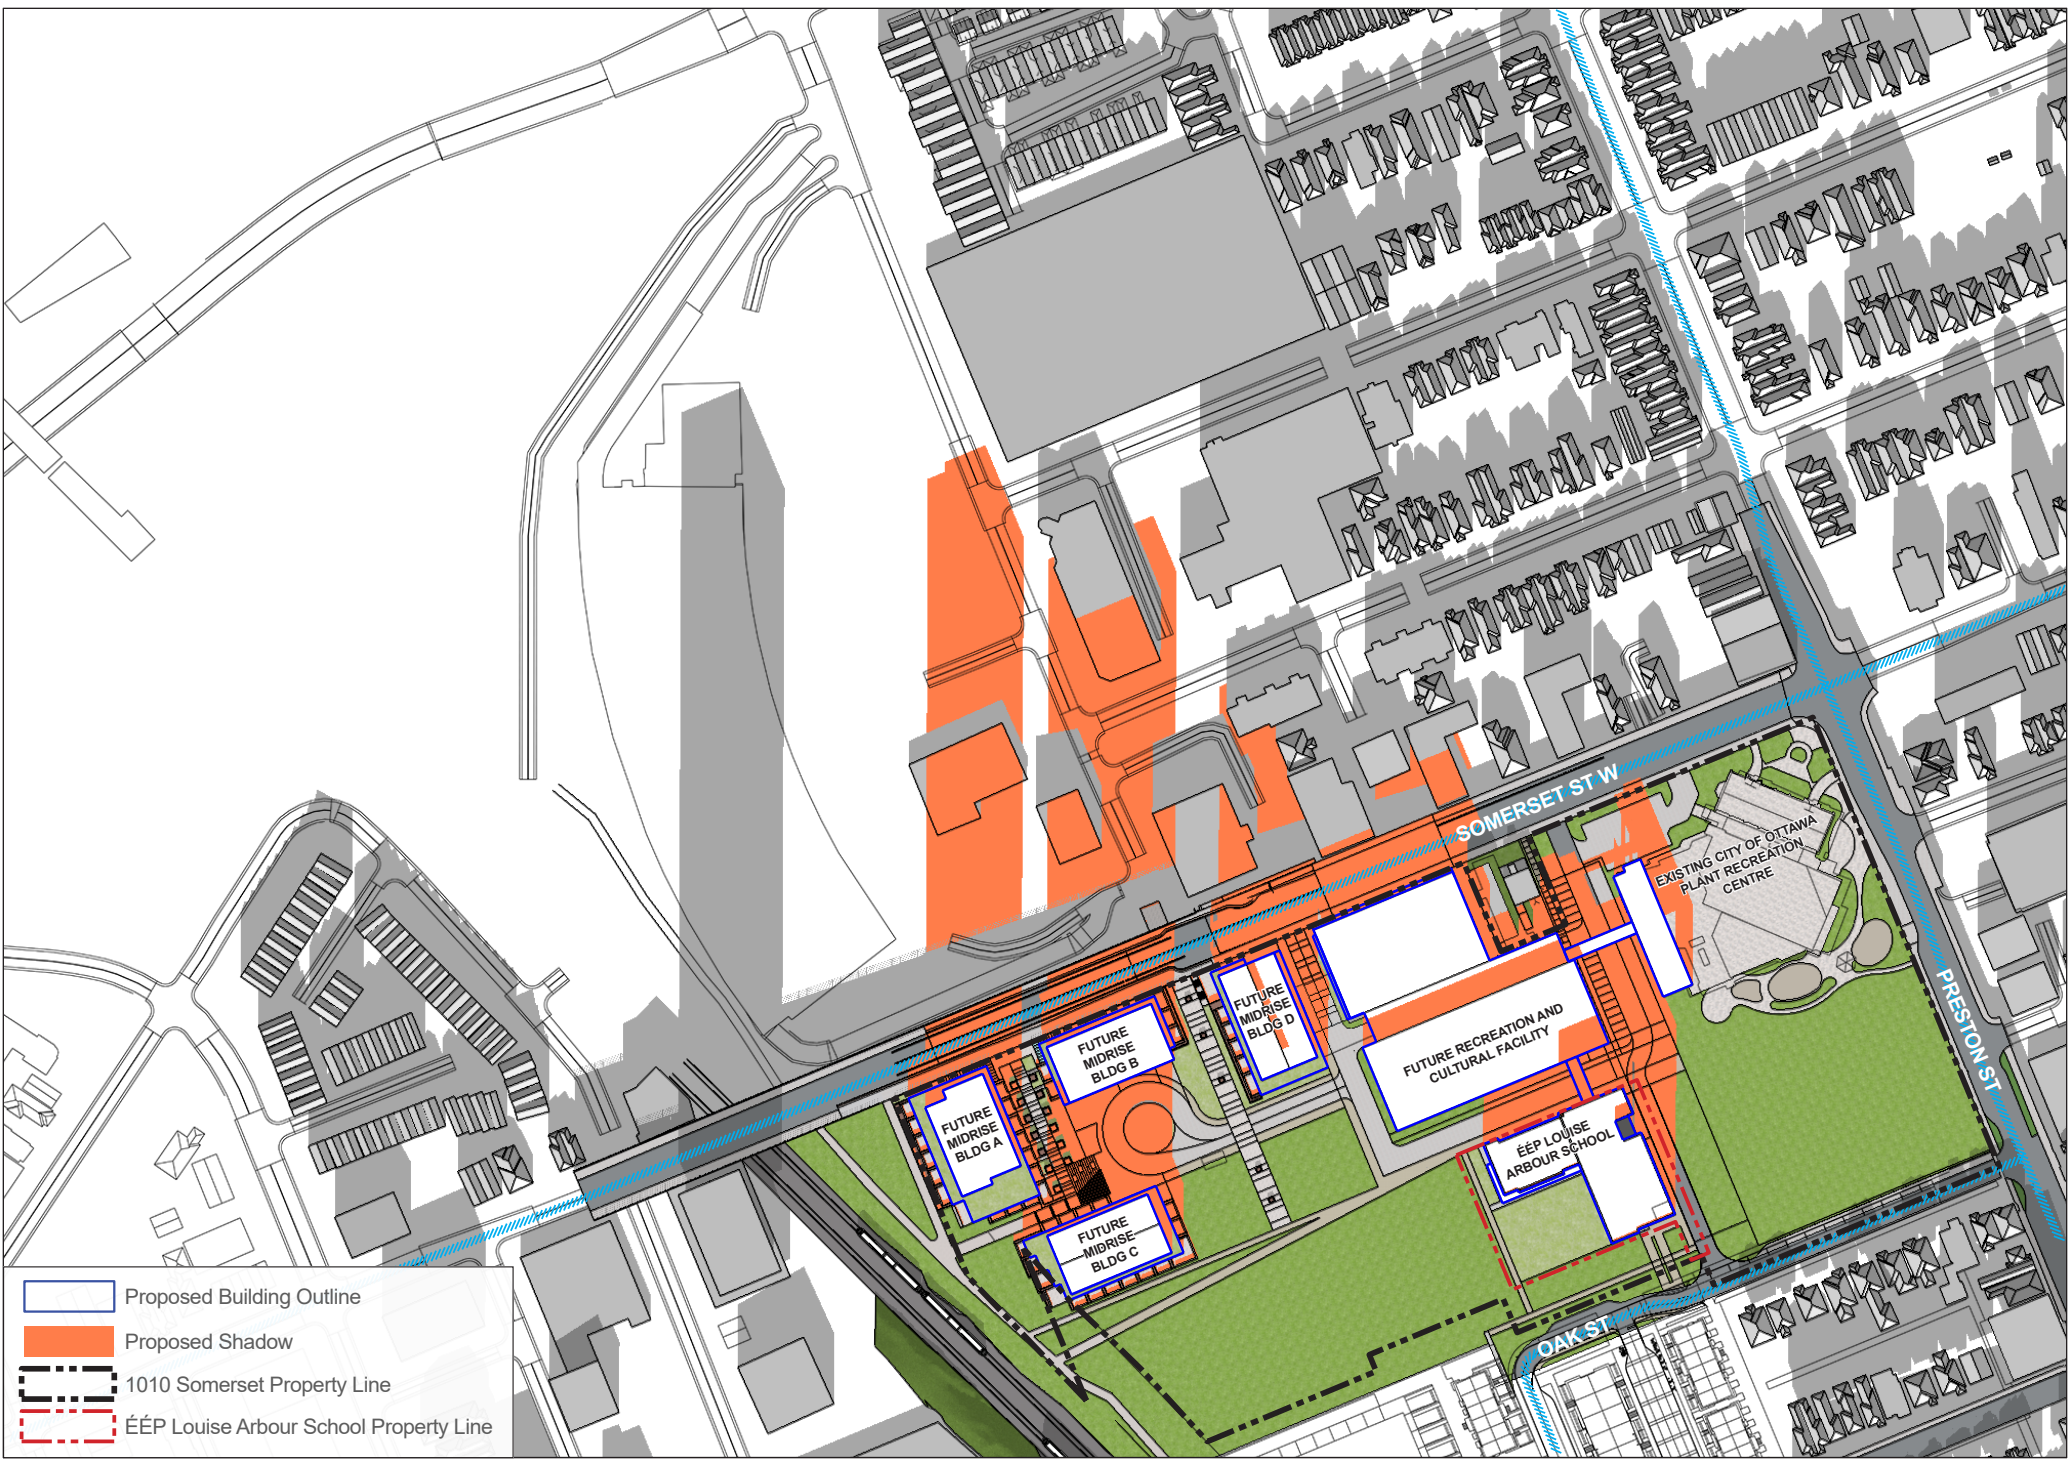 SOMERSET ST W
EXISTING CITY OF OTTAWA
PLANT RECREATION
CENTRE
PRESTON ST
FUTURE
MIDRISE
BLDG D
FUTURE
MIDRISE
BLDG B
FUTURE RECREATION AND
CULTURAL FACILITY
FUTURE
MIDRISE
BLDG A
ÉÉP LOUISE
ARBOUR SCHOOL
FUTURE
MIDRISE
BLDG C
OAK ST
Proposed Building Outline
Proposed Shadow
1010 Somerset Property Line
ÉÉP Louise Arbour School Property Line